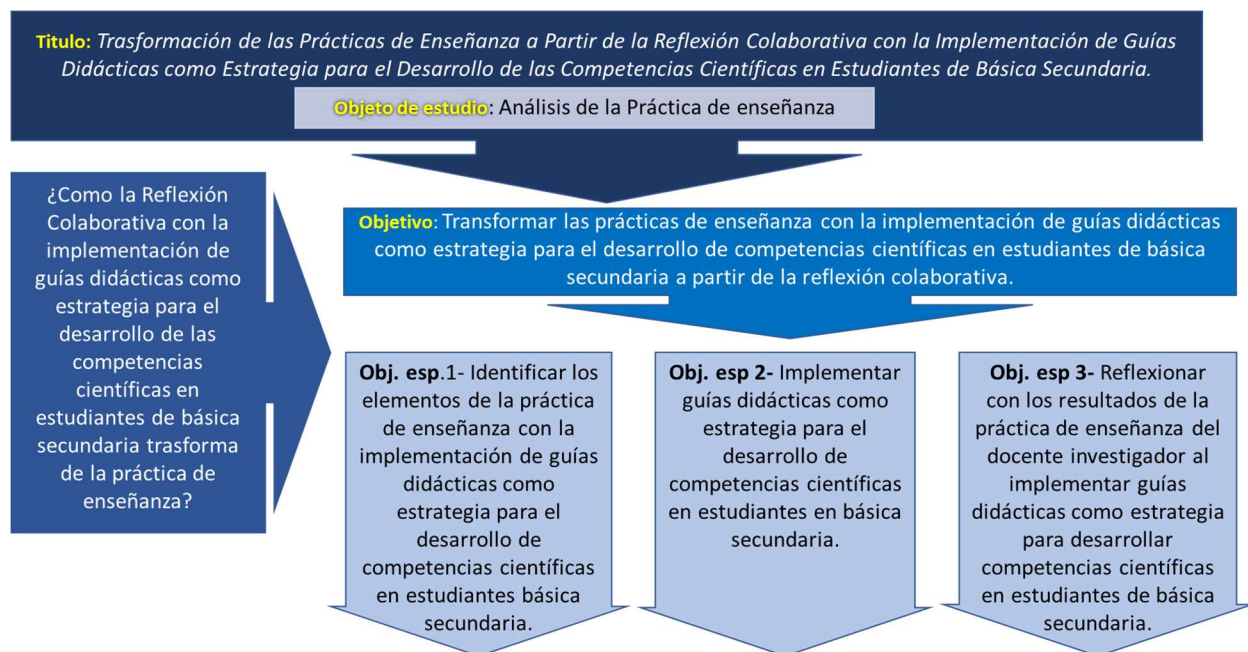 Titulo: Trasformación de las Prácticas de Enseñanza a Partir de la Reflexión Colaborativa con la Implementación de Guías
Didácticas como Estrategia para el Desarrollo de las Competencias Científicas en Estudiantes de Básica Secundaria.
Objeto de estudio: Análisis de la Práctica de enseñanza
¿Como la Reflexión
Colaborativa con la
implementación de
guías didácticas como
estrategia para el
desarrollo de las
competencias
científicas en
estudiantes de básica
secundaria trasforma
de la práctica de
enseñanza?
Objetivo: Transformar las prácticas de enseñanza con la implementación de guías didácticas
como estrategia para el desarrollo de competencias científicas en estudiantes de básica
secundaria a partir de la reflexión colaborativa.
Obj. esp.1- Identificar los
elementos de la práctica
de enseñanza con la
implementación de guías
didácticas como
estrategia para el
desarrollo de
competencias científicas
en estudiantes básica
secundaria.
Obj. esp 2- Implementar
guías didácticas como
estrategia para el
desarrollo de
competencias científicas
en estudiantes en básica
secundaria.
Obj. esp 3- Reflexionar
con los resultados de la
práctica de enseñanza del
docente investigador al
implementar guías
didácticas como estrategia
para desarrollar
competencias científicas
en estudiantes de básica
secundaria.